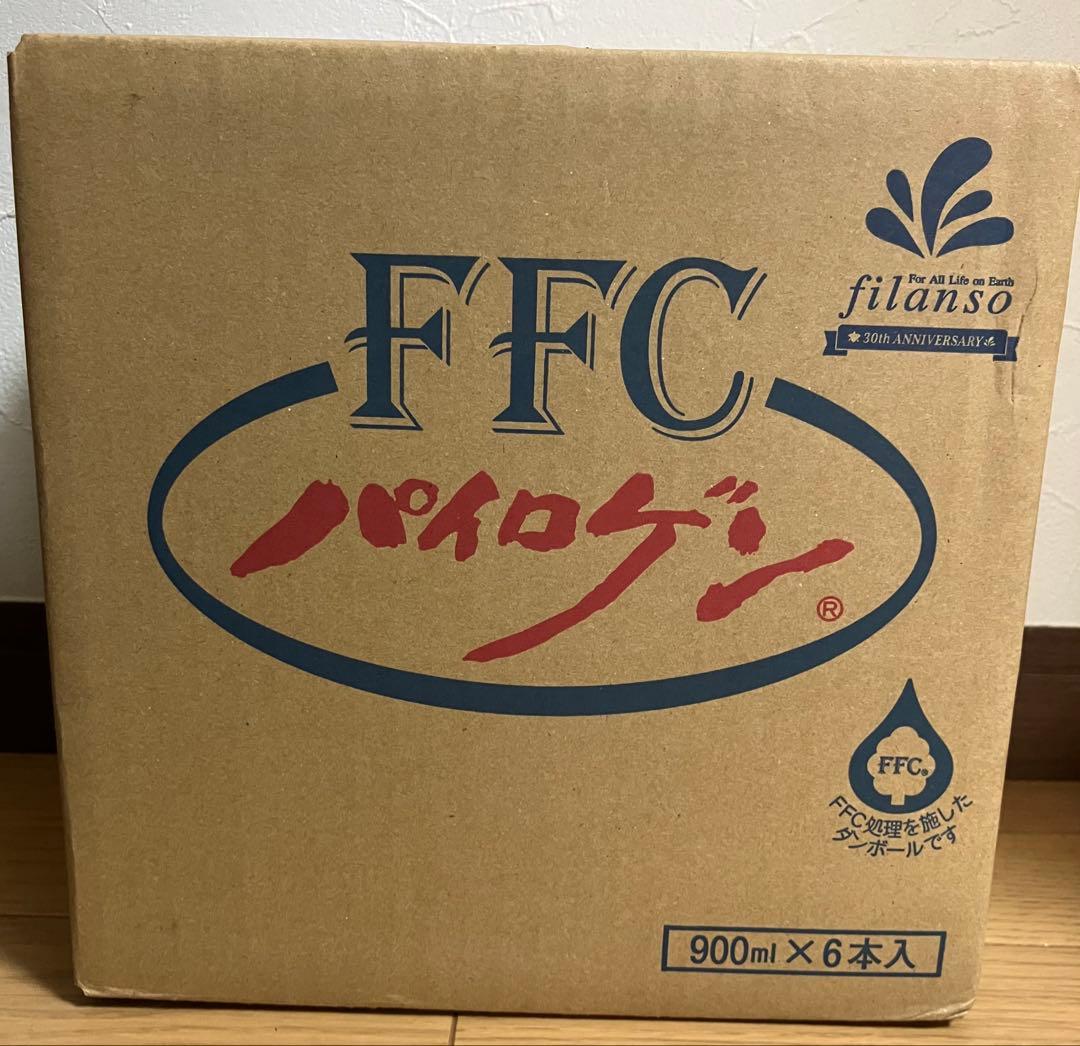 For All Life on Earth
filanso
30th ANNIVERSARY
FFC
パイロゲン
®
FFC®
FFC処理を施した
ダンボールです
900ml×6本入